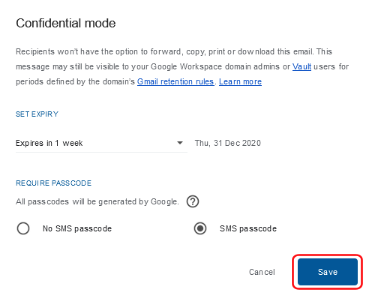 Confidential mode
Recipients won't have the option to forward, copy, print or download this email. This
message may still be visible to your Google Workspace domain admins or Vault users for
periods defined by the domain's Gmail retention rules. Learn more
SET EXPIRY
Expires in 1 week Thu, 31 Dec 2020
REQUIRE PASSCODE
All passcodes will be generated by Google. ?
No SMS passcode SMS passcode
Cancel Save